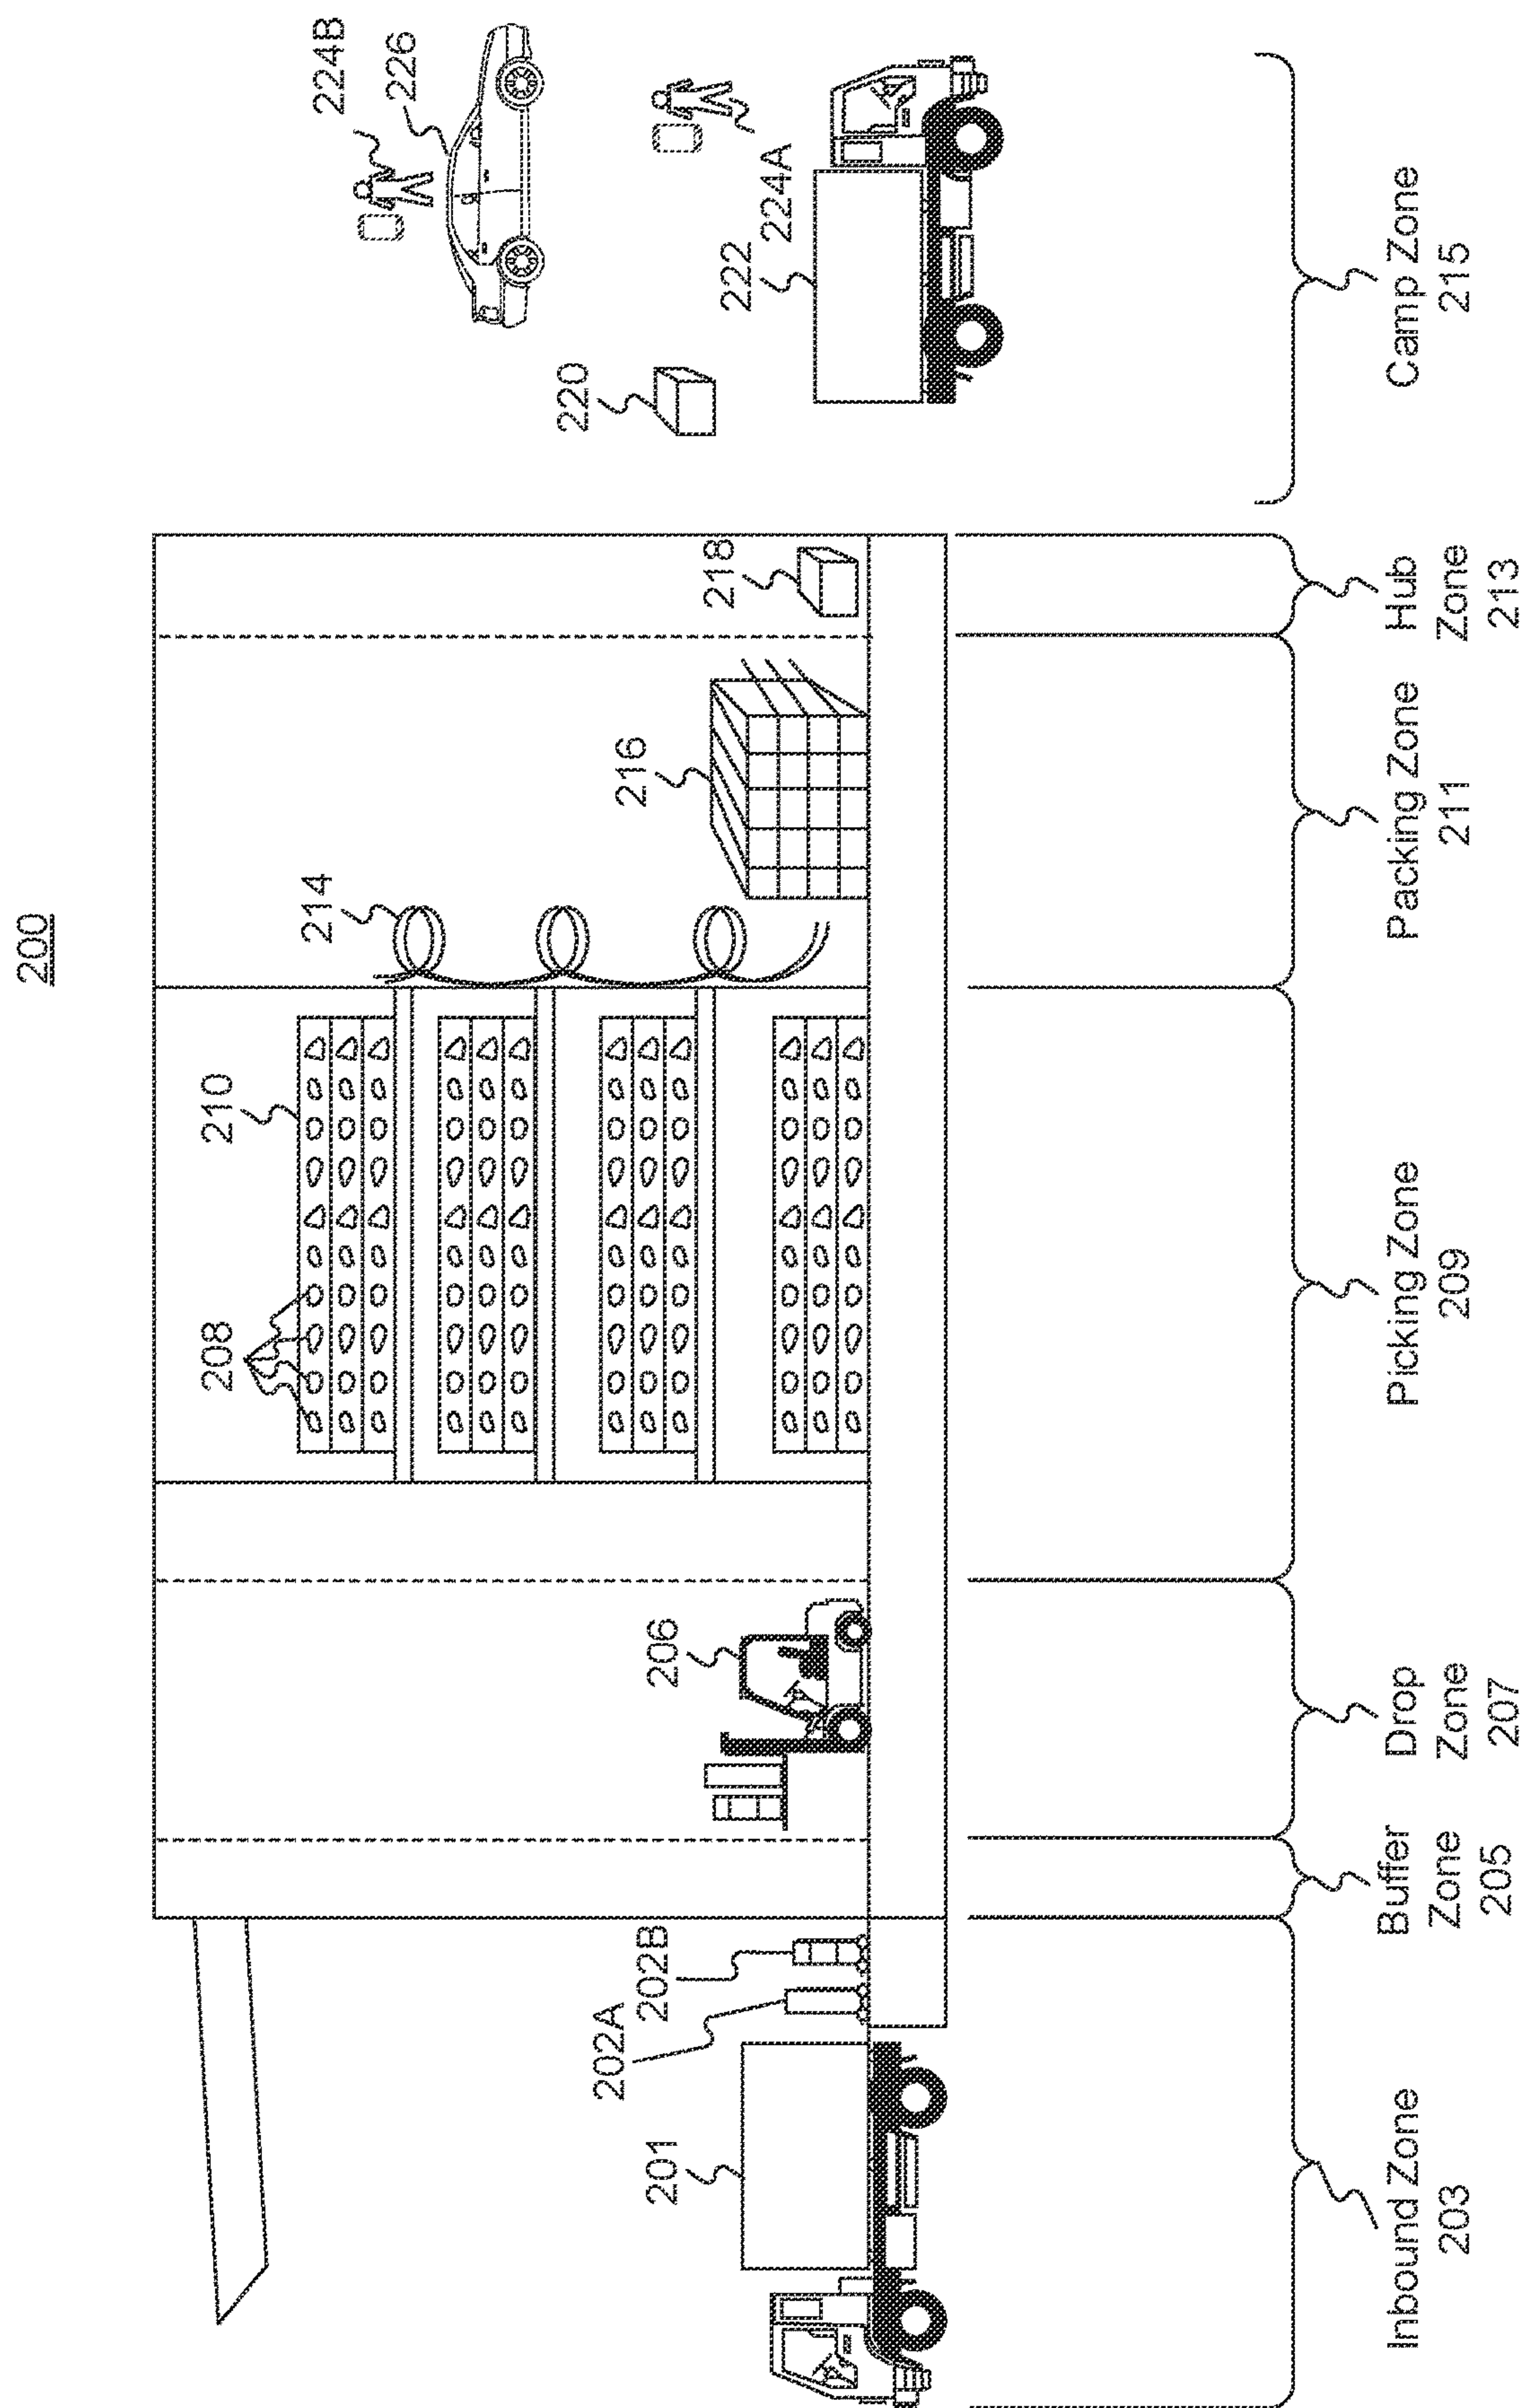 200
224B
226
224A
222
220
218
216
214
210
208
206
202B
202A
201
Inbound Zone
203
Buffer
Zone
205
Drop
Zone
207
Picking Zone
209
Packing Zone
211
Hub
Zone
213
Camp Zone
215